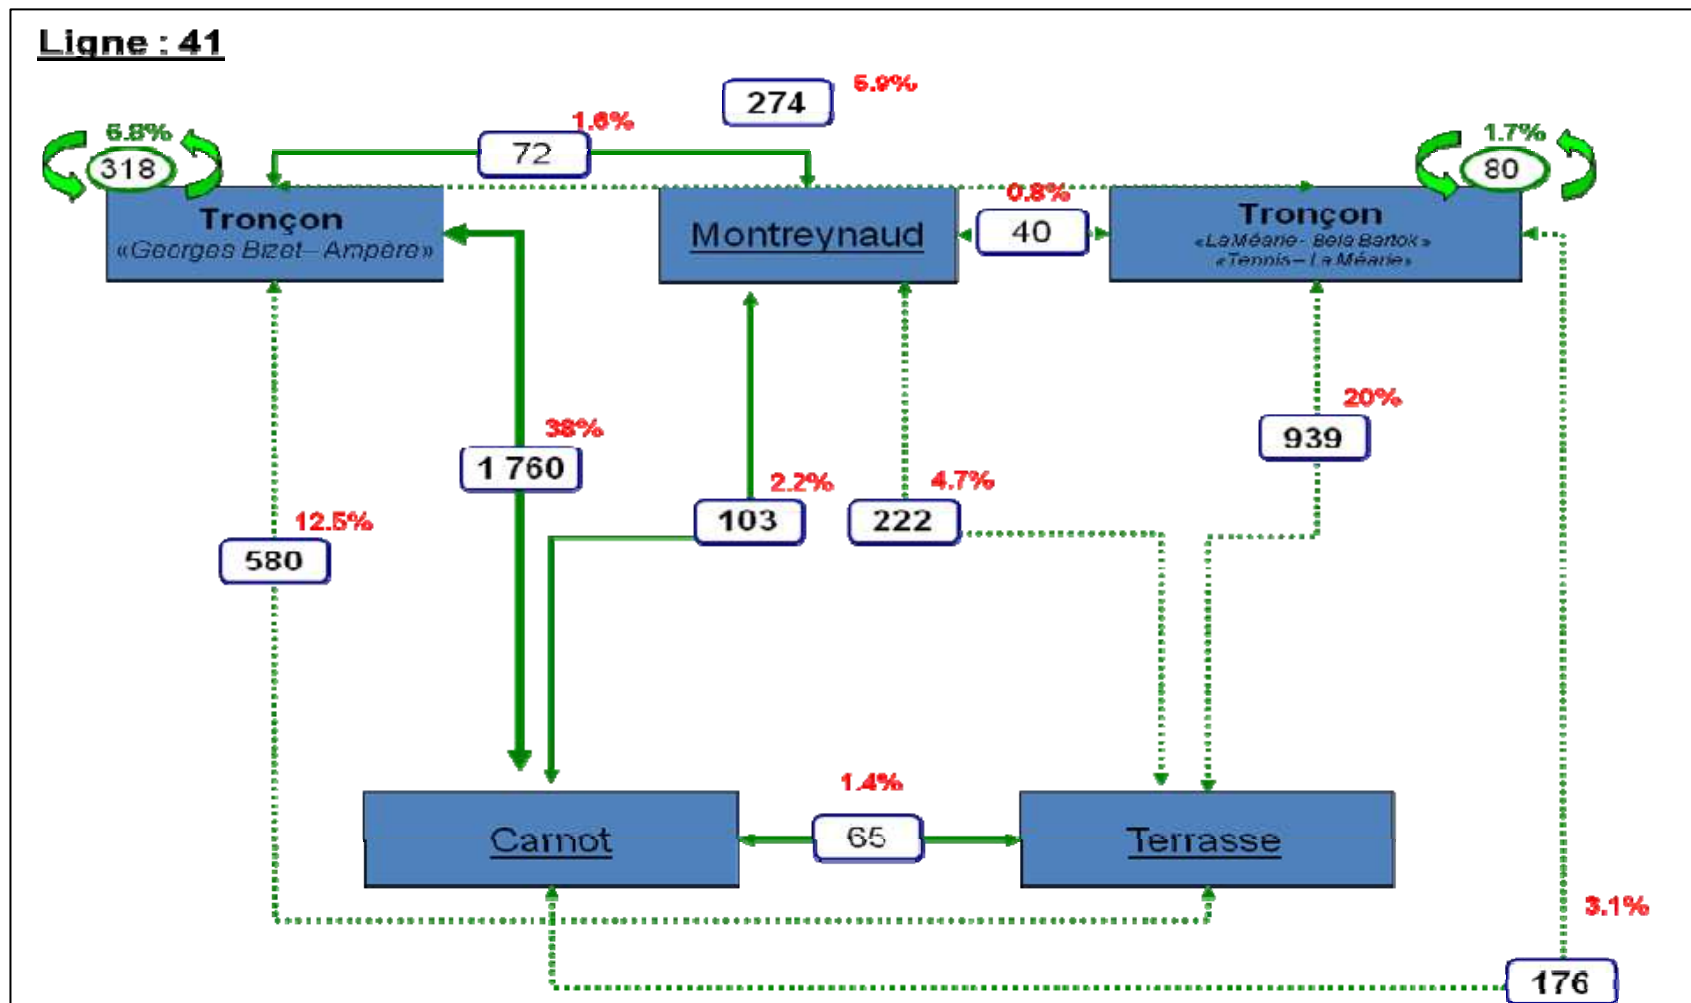 Ligne : 41
274
5.9%
1.6%
72
6.8%
318
1.7%
80
Tronçon
«Georges Bizet– Ampère»
Montreynaud
0.8%
40
Tronçon
«La Méarie- Bela Bartok »
«Tennis– La Méarie»
38%
1 760
2.2%
103
4.7%
222
20%
939
12.5%
580
1.4%
65
Carnot
Terrasse
3.1%
176